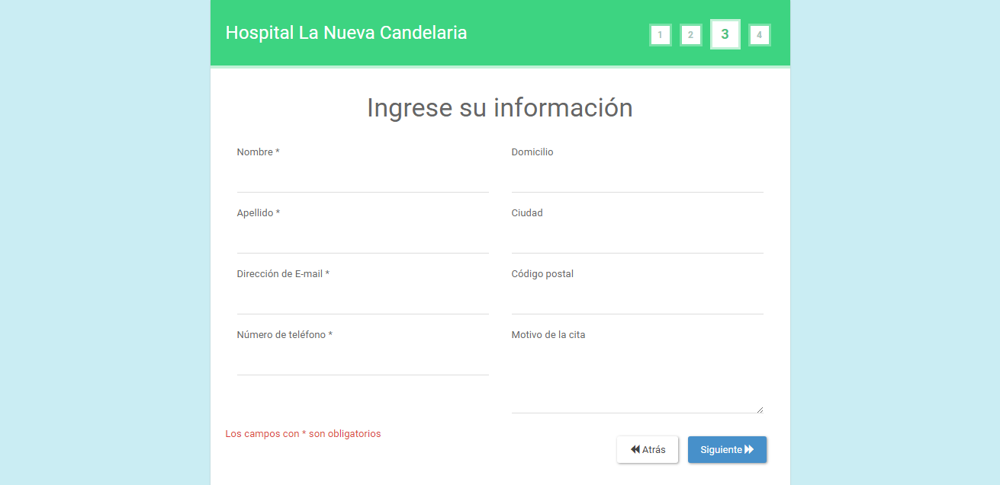 Hospital La Nueva Candelaria
1 2 3 4
Ingrese su información
Nombre *
Domicilio
Apellido *
Ciudad
Dirección de E-mail *
Código postal
Número de teléfono *
Motivo de la cita
Los campos con * son obligatorios
Atrás
Siguiente